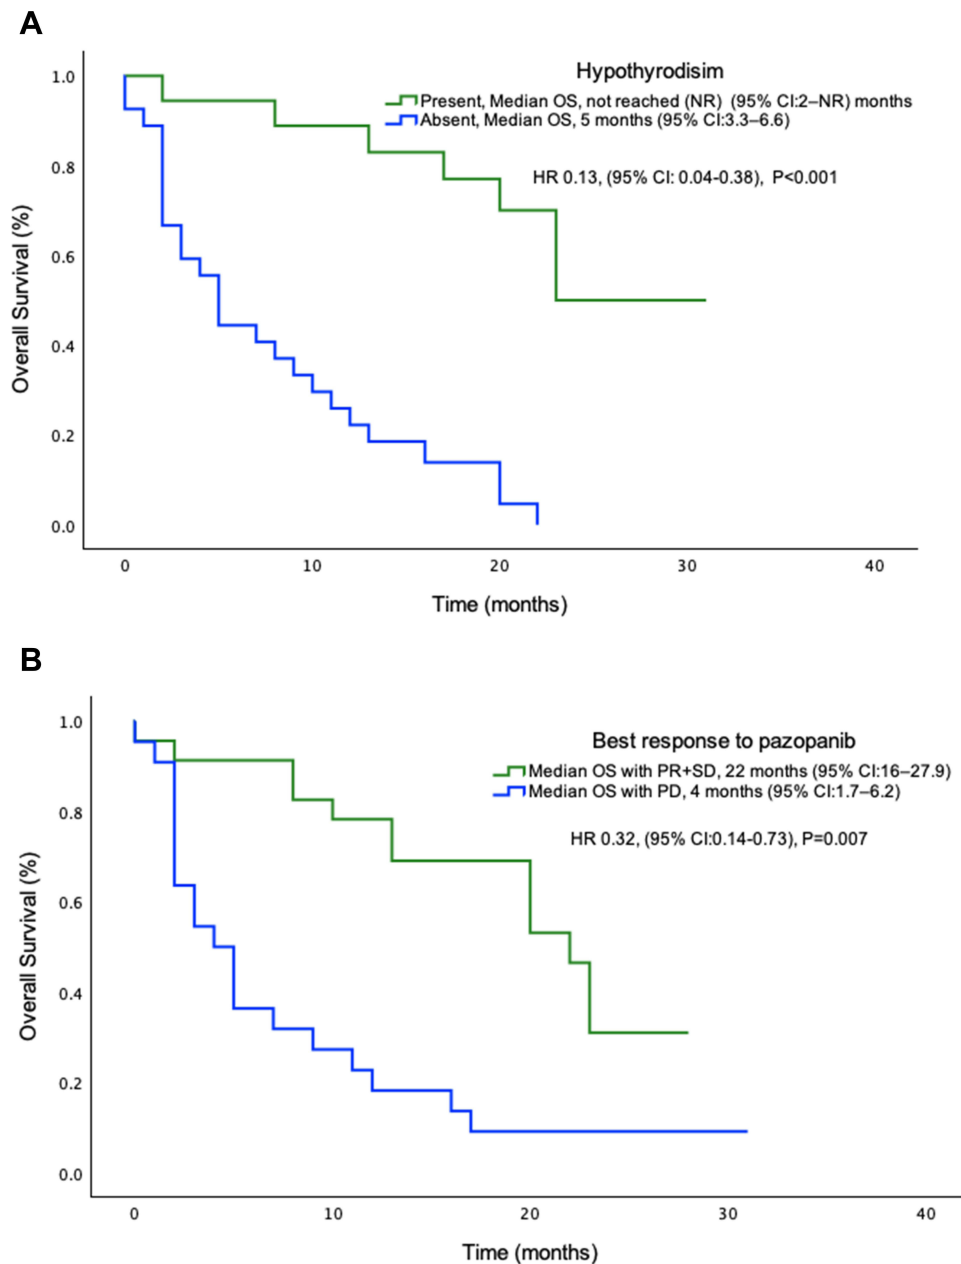 A
Hypothyrodisim
Present, Median OS, not reached (NR) (95% CI:2–NR) months
Absent, Median OS, 5 months (95% CI:3.3–6.6)
HR 0.13, (95% CI: 0.04-0.38), P<0.001
Overall Survival (%)
1.0
0.8
0.6
0.4
0.2
0.0
0 10 20 30 40
Time (months)
B
Best response to pazopanib
Median OS with PR+SD, 22 months (95% CI:16–27.9)
Median OS with PD, 4 months (95% CI:1.7–6.2)
HR 0.32, (95% CI:0.14-0.73), P=0.007
Overall Survival (%)
1.0
0.8
0.6
0.4
0.2
0.0
0 10 20 30 40
Time (months)